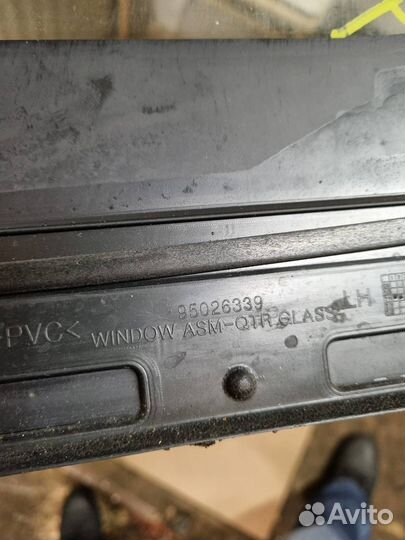 95026339
>PVC< WINDOW ASM-QTR GLASS, LH
Avito